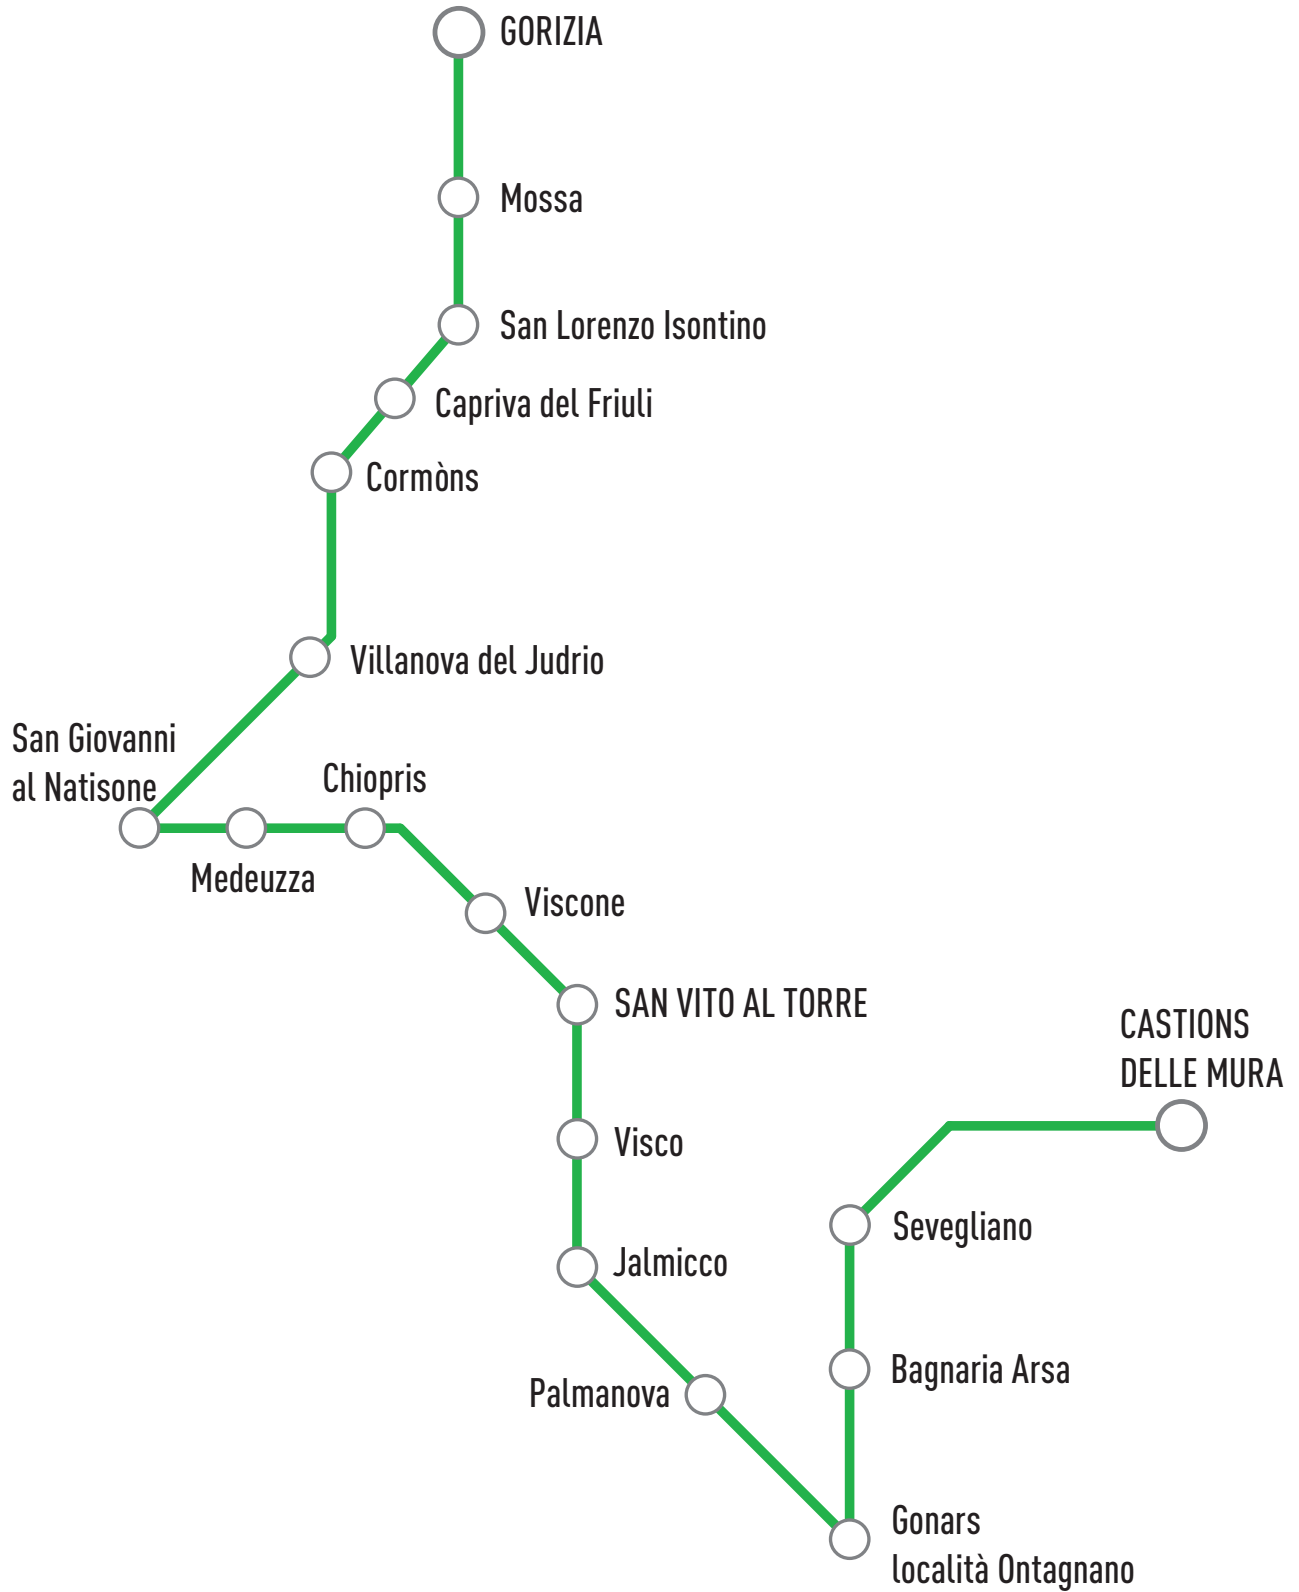 GORIZIA
Mossa
San Lorenzo Isontino
Capriva del Friuli
Cormòns
Villanova del Judrio
San Giovanni
al Natisone
Chiopris
Medeuzza
Viscone
SAN VITO AL TORRE
CASTIONS
DELLE MURA
Visco
Sevegliano
Jalmicco
Bagnaria Arsa
Palmanova
Gonars
località Ontagnano